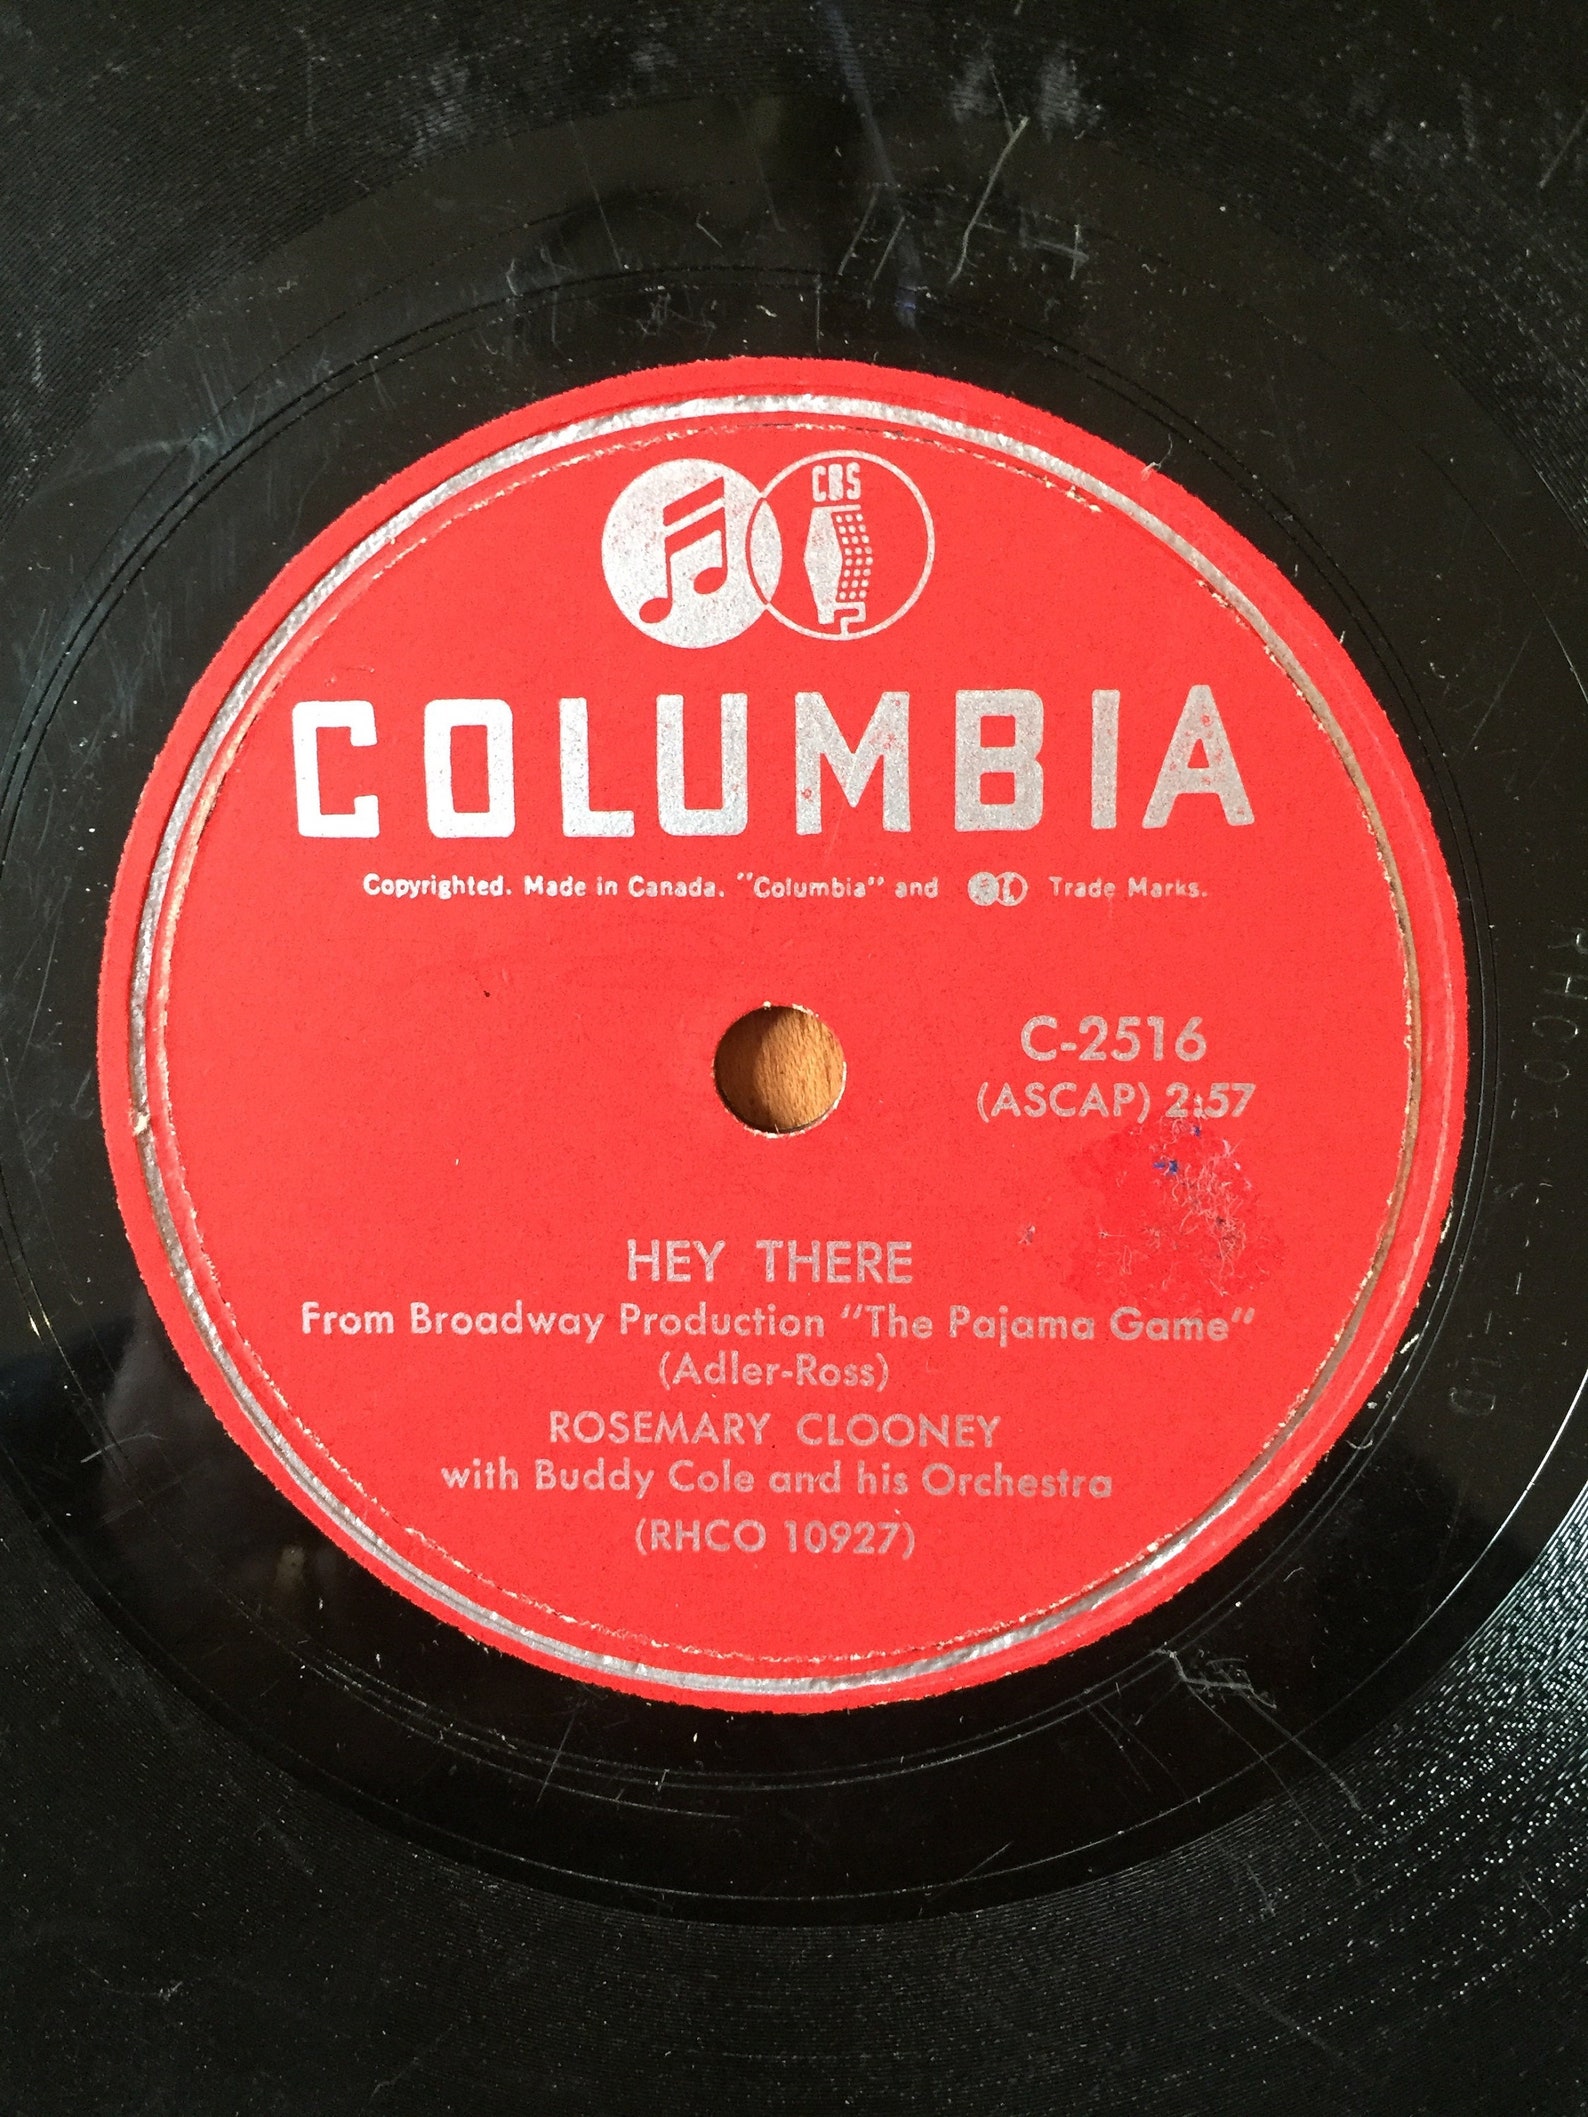 CBS
COLUMBIA
Copyrighted. Made in Canada. "Columbia" and Trade Marks.
C-2516
(ASCAP) 2:57
HEY THERE
From Broadway Production "The Pajama Game"
(Adler-Ross)
ROSEMARY CLOONEY
with Buddy Cole and his Orchestra
(RHCO 10927)